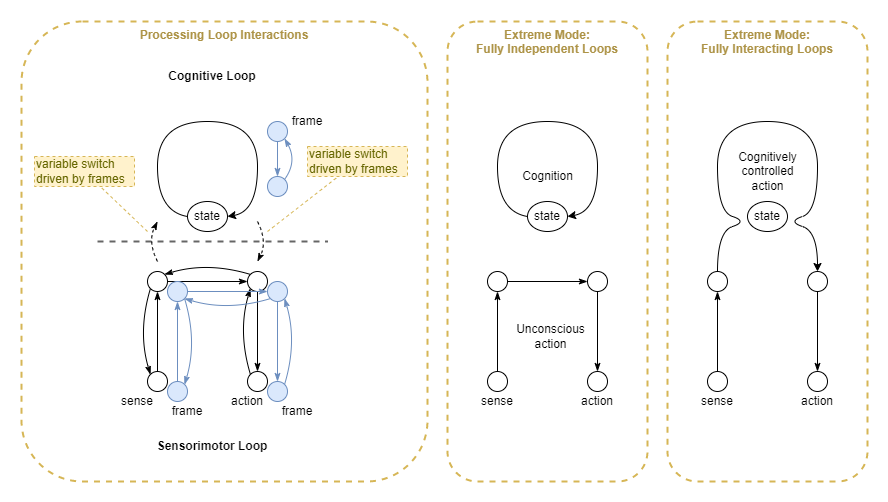 Processing Loop Interactions
Cognitive Loop
frame
variable switch
driven by frames
variable switch
driven by frames
state
sense
action
frame
frame
Sensorimotor Loop
Extreme Mode:
Fully Independent Loops
Cognition
state
Unconscious
action
sense
action
Extreme Mode:
Fully Interacting Loops
Cognitively
controlled
action
state
sense
action